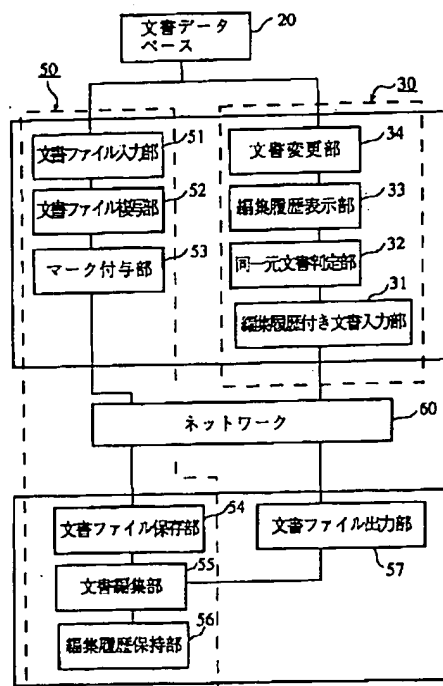 文書データ
ベース
20
50
30
文書ファイル入力部
51
文書変更部
34
文書ファイル複写部
52
編集履歴表示部
33
マーク付与部
53
同一元文書判定部
32
編集履歴付き文書入力部
31
ネットワーク
60
文書ファイル保存部
54
文書ファイル出力部
57
文書編集部
55
編集履歴保持部
56